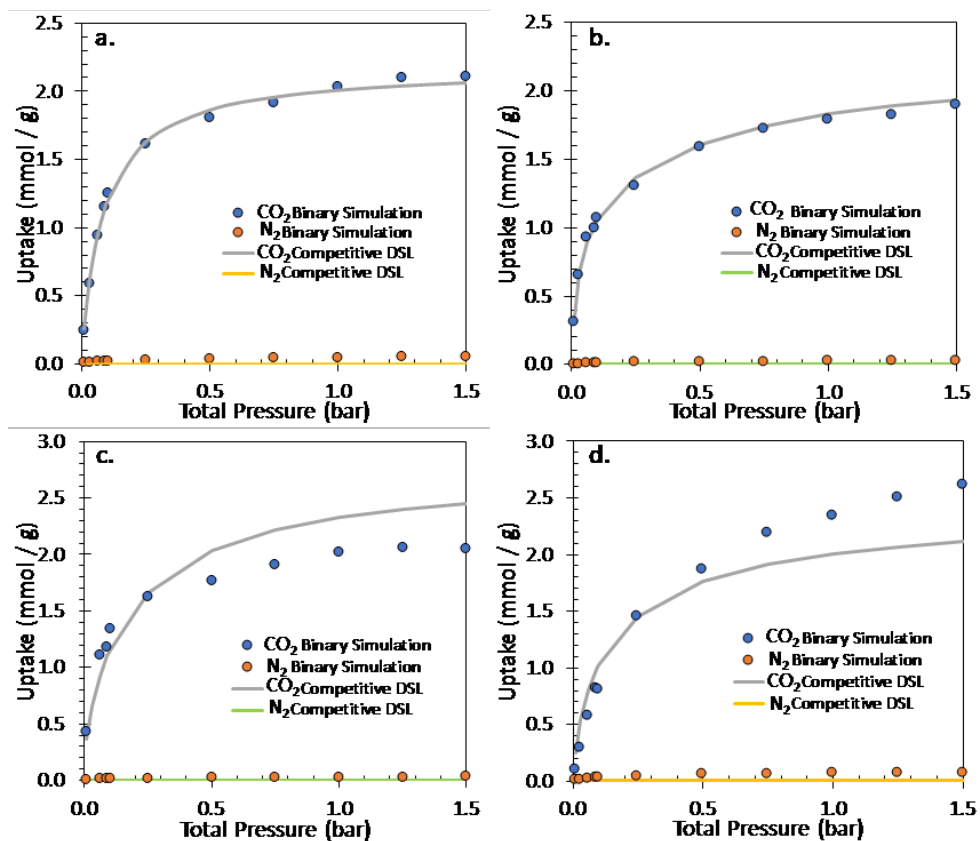 a.
2.5
2.0
1.5
1.0
0.5
0.0
Uptake (mmol / g)
CO2 Binary Simulation
N2 Binary Simulation
CO2 Competitive DSL
N2 Competitive DSL
0.0 0.5 1.0 1.5
Total Pressure (bar)
b.
2.5
2.0
1.5
1.0
0.5
0.0
Uptake (mmol / g)
CO2 Binary Simulation
N2 Binary Simulation
CO2 Competitive DSL
N2 Competitive DSL
0.0 0.5 1.0 1.5
Total Pressure (bar)
c.
3.0
2.5
2.0
1.5
1.0
0.5
0.0
Uptake (mmol / g)
CO2 Binary Simulation
N2 Binary Simulation
CO2 Competitive DSL
N2 Competitive DSL
0.0 0.5 1.0 1.5
Total Pressure (bar)
d.
3.0
2.5
2.0
1.5
1.0
0.5
0.0
Uptake (mmol / g)
CO2 Binary Simulation
N2 Binary Simulation
CO2 Competitive DSL
N2 Competitive DSL
0.0 0.5 1.0 1.5
Total Pressure (bar)